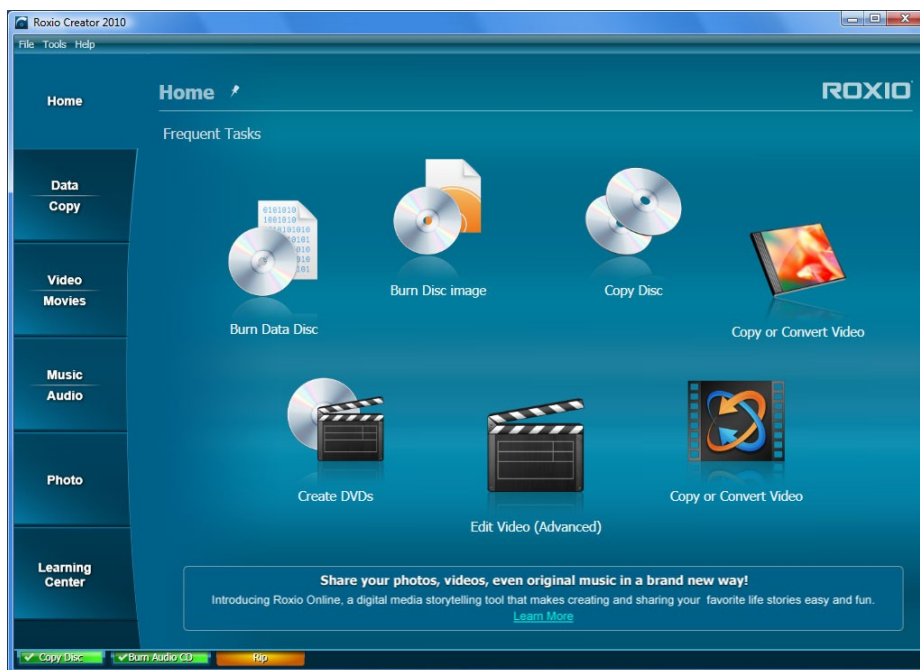 Roxio Creator 2010
File Tools Help
Home
Data
Copy
Video
Movies
Music
Audio
Photo
Learning
Center
Home
ROXIO
Frequent Tasks
Burn Data Disc
Burn Disc image
Copy Disc
Copy or Convert Video
Create DVDs
Edit Video (Advanced)
Copy or Convert Video
Share your photos, videos, even original music in a brand new way!
Introducing Roxio Online, a digital media storytelling tool that makes creating and sharing your favorite life stories easy and fun.
Learn More
Copy Disc
Burn Audio CD
Rip